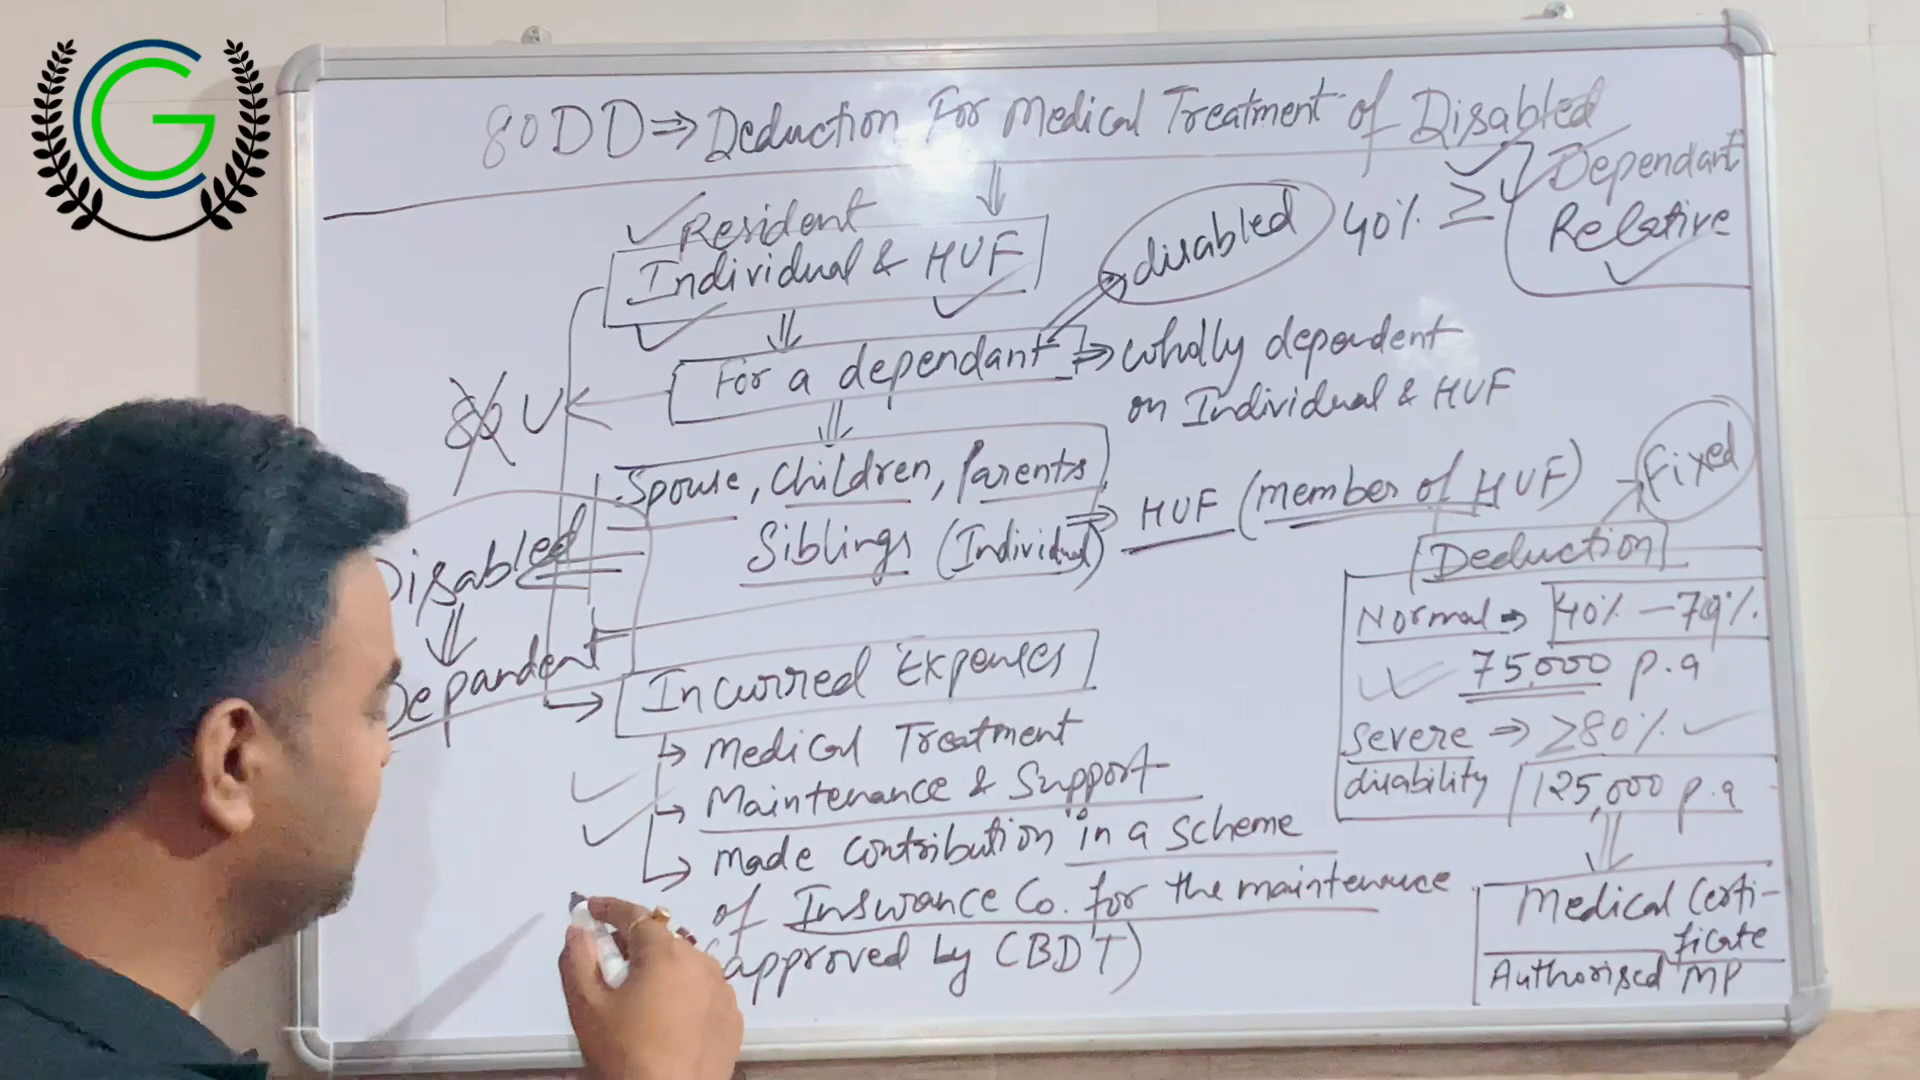 80DD⇒ Deduction For Medical Treatment of Disabled
Dependant
Relative
Resident
Individual & HUF
disabled
40% ≥
For a dependant ⇒ wholly dependent
on Individual & HUF
80 U
Spouse, Children, Parents
Siblings (Individual) ⇒ HUF (member of HUF)
Fixed
Disabled
Dependent
Deduction
Normal → 40% – 79%
75,000 p.a
Severe ⇒ ≥80%
disability 125,000 p.a
Incurred Expenses
Medical Treatment
Maintenance & Support
Made Contribution in a scheme
of Insurance Co. for the maintenance
(approved by CBDT)
Medical Certi-
ficate
Authorised MP